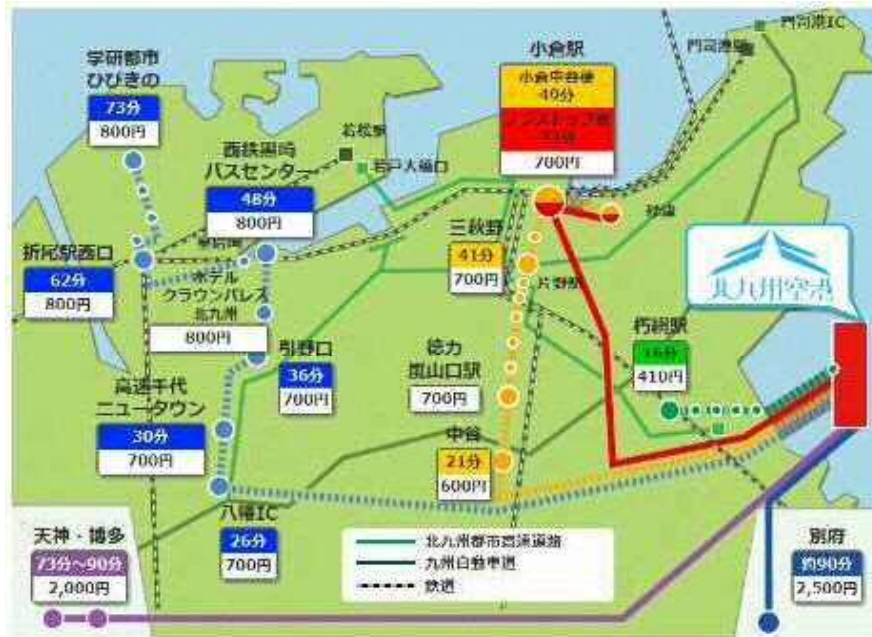 門司港IC
門司港
小倉駅
小倉中谷便
49分
700円
学研都市
ひびきの
73分
800円
若松駅
若戸大橋口
西鉄黒崎
バスセンター
48分
800円
折尾駅西口
62分
800円
ホテル
クラウンパレス
北九州
800円
三萩野
41分
700円
片野駅
北九州空港
朽網駅
16分
410円
引野口
36分
700円
徳力
嵐山口駅
700円
高速千代
ニュータウン
30分
700円
中谷
21分
600円
八幡IC
26分
700円
天神・博多
73分〜90分
2,000円
北九州都市高速道路
九州自動車道
鉄道
別府
約90分
2,500円